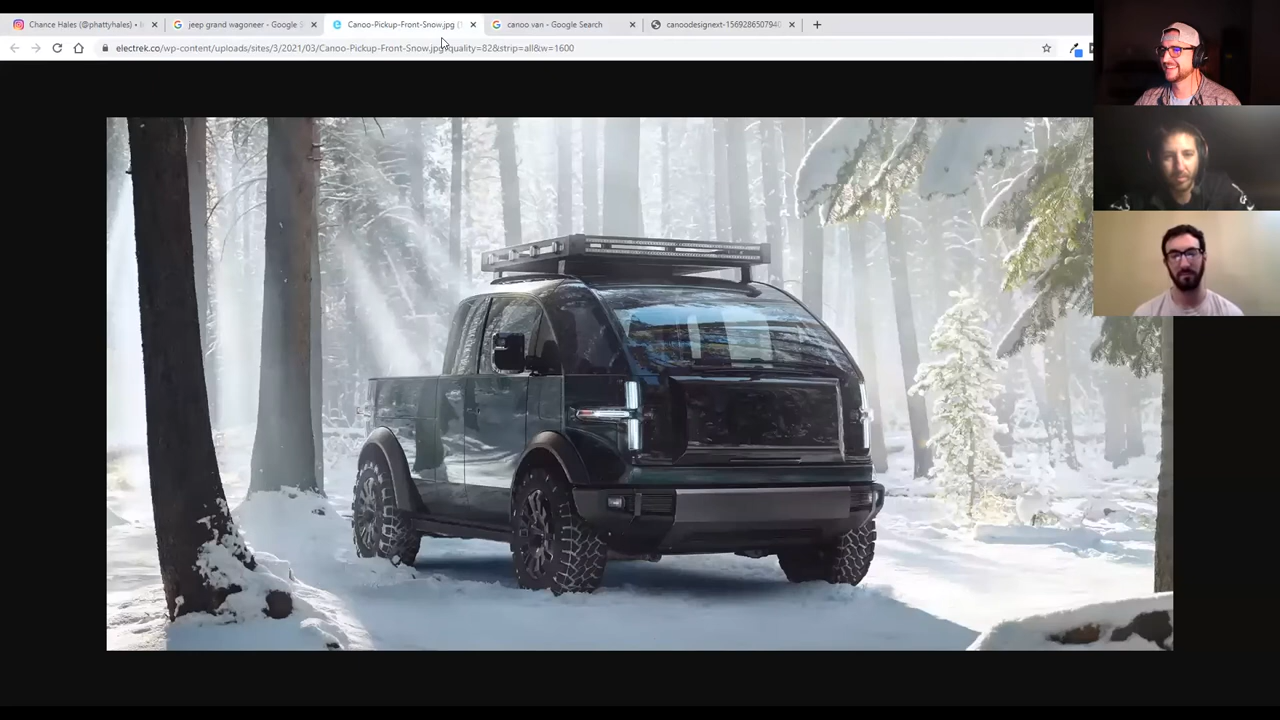 Chance Hales (@phattyhales) • I
jeep grand wagoneer - Google S
Canoo-Pickup-Front-Snow.jpg (1
canoo van - Google Search
canoodesignext-1569286507940
electrek.co/wp-content/uploads/sites/3/2021/03/Canoo-Pickup-Front-Snow.jpg?quality=82&strip=all&w=1600